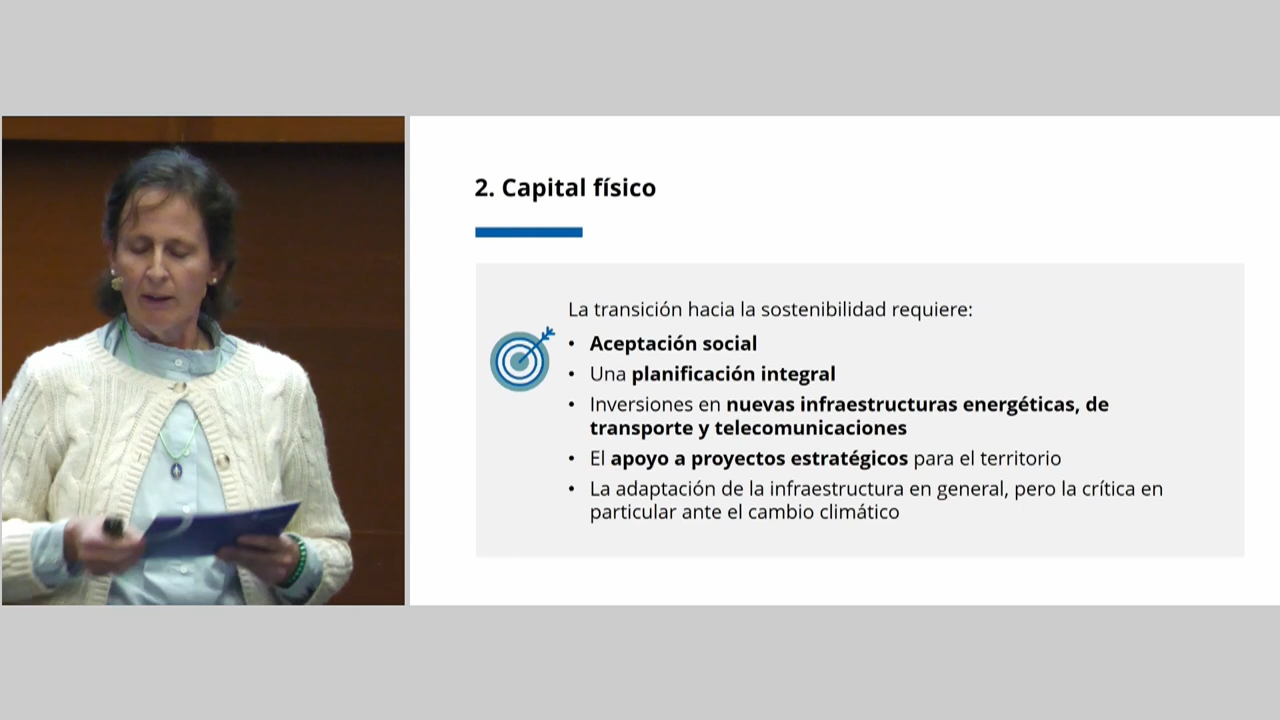 2. Capital físico
La transición hacia la sostenibilidad requiere:
• Aceptación social
• Una planificación integral
• Inversiones en nuevas infraestructuras energéticas, de
transporte y telecomunicaciones
• El apoyo a proyectos estratégicos para el territorio
• La adaptación de la infraestructura en general, pero la crítica en
particular ante el cambio climático